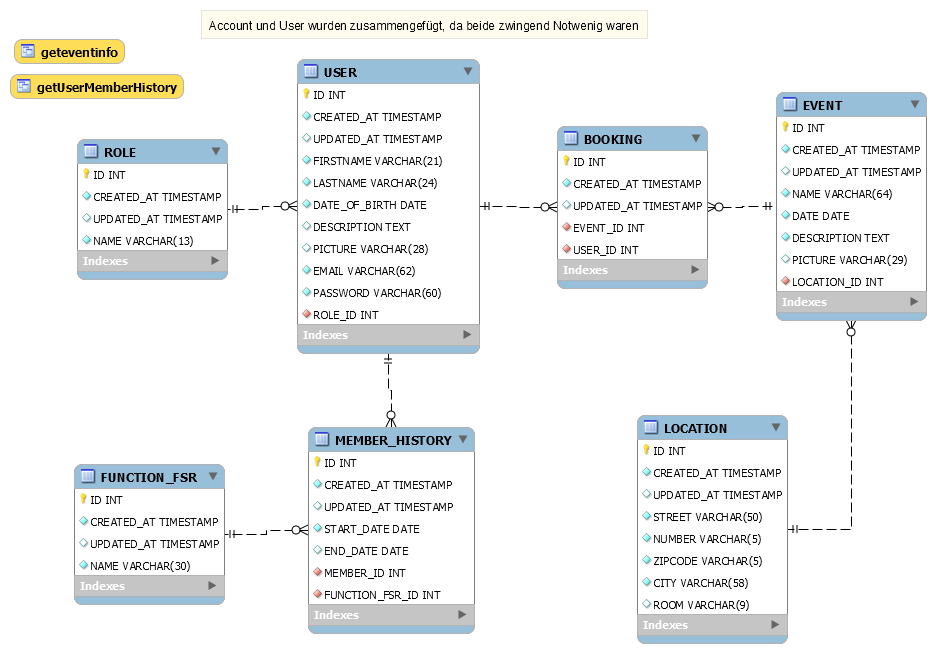 Account und User wurden zusammengefügt, da beide zwingend Notwenig waren
geteventinfo
getUserMemberHistory
ROLE
ID INT
CREATED_AT TIMESTAMP
UPDATED_AT TIMESTAMP
NAME VARCHAR(13)
Indexes
USER
ID INT
CREATED_AT TIMESTAMP
UPDATED_AT TIMESTAMP
FIRSTNAME VARCHAR(21)
LASTNAME VARCHAR(24)
DATE_OF_BIRTH DATE
DESCRIPTION TEXT
PICTURE VARCHAR(28)
EMAIL VARCHAR(62)
PASSWORD VARCHAR(60)
ROLE_ID INT
Indexes
BOOKING
ID INT
CREATED_AT TIMESTAMP
UPDATED_AT TIMESTAMP
EVENT_ID INT
USER_ID INT
Indexes
EVENT
ID INT
CREATED_AT TIMESTAMP
UPDATED_AT TIMESTAMP
NAME VARCHAR(64)
DATE DATE
DESCRIPTION TEXT
PICTURE VARCHAR(29)
LOCATION_ID INT
Indexes
FUNCTION_FSR
ID INT
CREATED_AT TIMESTAMP
UPDATED_AT TIMESTAMP
NAME VARCHAR(30)
Indexes
MEMBER_HISTORY
ID INT
CREATED_AT TIMESTAMP
UPDATED_AT TIMESTAMP
START_DATE DATE
END_DATE DATE
MEMBER_ID INT
FUNCTION_FSR_ID INT
Indexes
LOCATION
ID INT
CREATED_AT TIMESTAMP
UPDATED_AT TIMESTAMP
STREET VARCHAR(50)
NUMBER VARCHAR(5)
ZIPCODE VARCHAR(5)
CITY VARCHAR(58)
ROOM VARCHAR(9)
Indexes